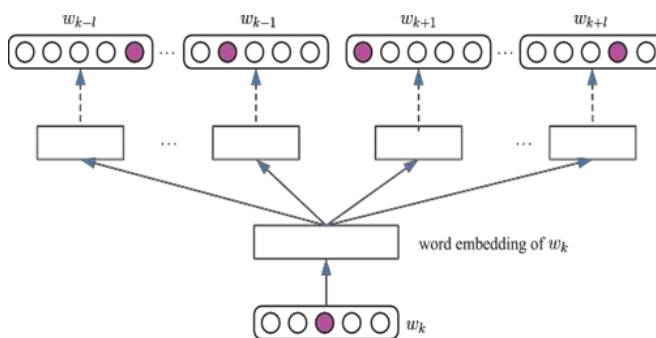 w_{k-l} w_{k-1} w_{k+1} w_{k+l}
... ...
... ...
word embedding of w_k
w_k